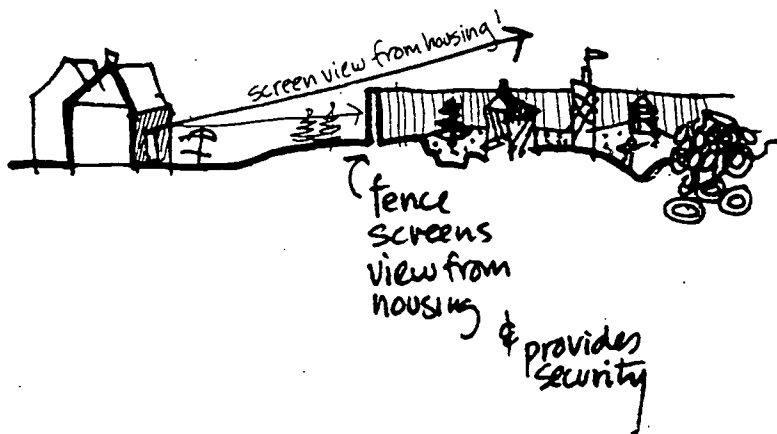 screen view from housing!
fence
screens
view from
housing
& provides
security